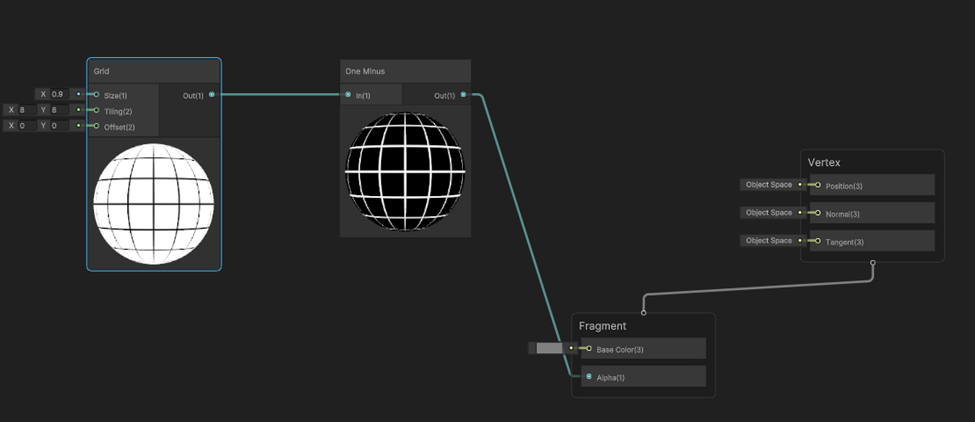 Grid
X 0.9
Size(1)
Out(1)
X 8 Y 8
Tiling(2)
X 0 Y 0
Offset(2)
One Minus
In(1)
Out(1)
Vertex
Object Space
Position(3)
Object Space
Normal(3)
Object Space
Tangent(3)
Fragment
Base Color(3)
Alpha(1)